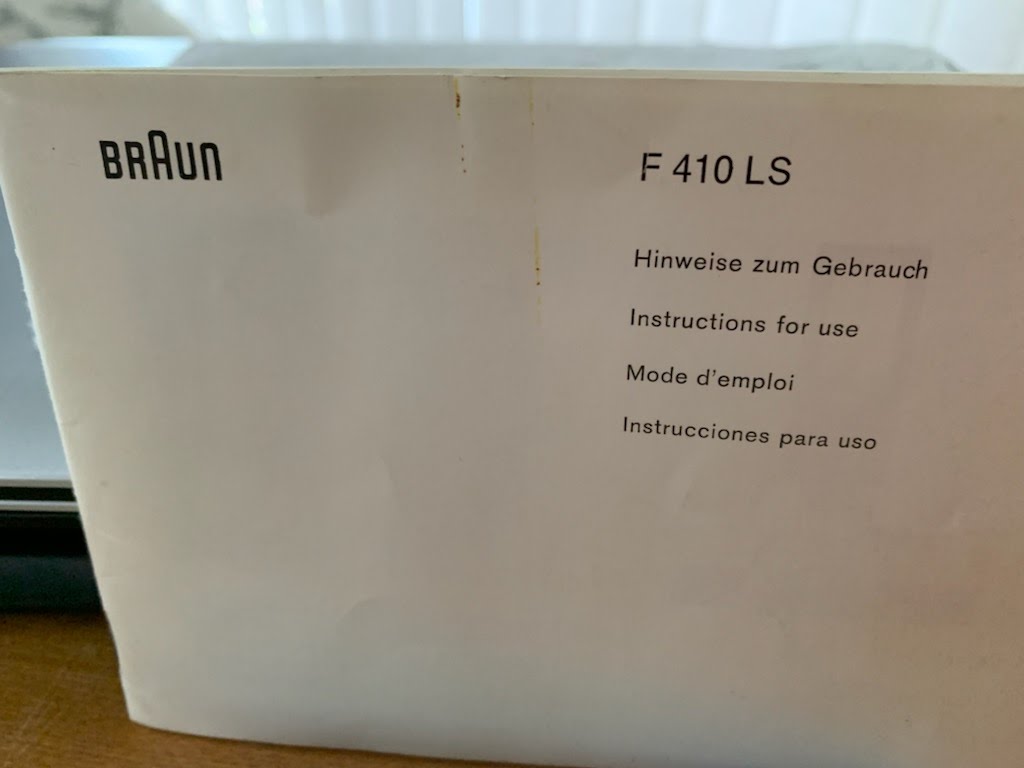 BRAUN
F 410 LS
Hinweise zum Gebrauch
Instructions for use
Mode d'emploi
Instrucciones para uso